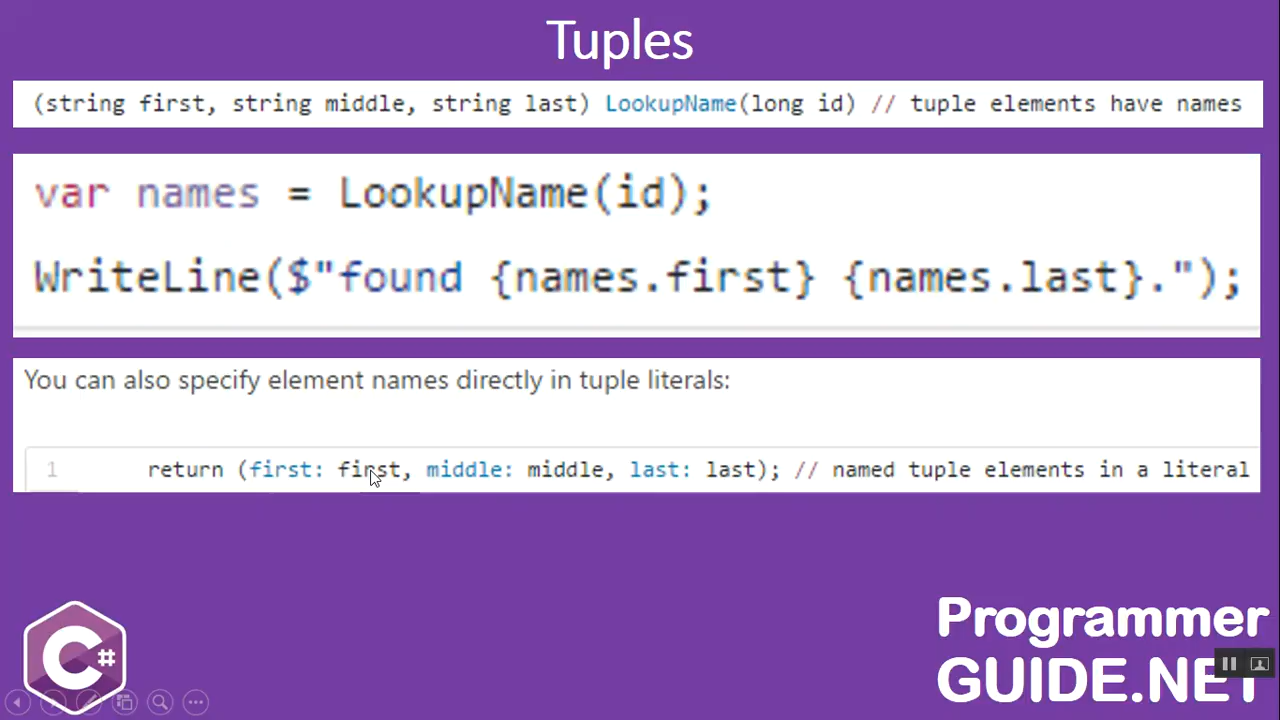 Tuples
(string first, string middle, string last) LookupName(long id) // tuple elements have names
var names = LookupName(id);
WriteLine($"found {names.first} {names.last}.");
You can also specify element names directly in tuple literals:
1 return (first: first, middle: middle, last: last); // named tuple elements in a literal
C#
Programmer
GUIDE.NET